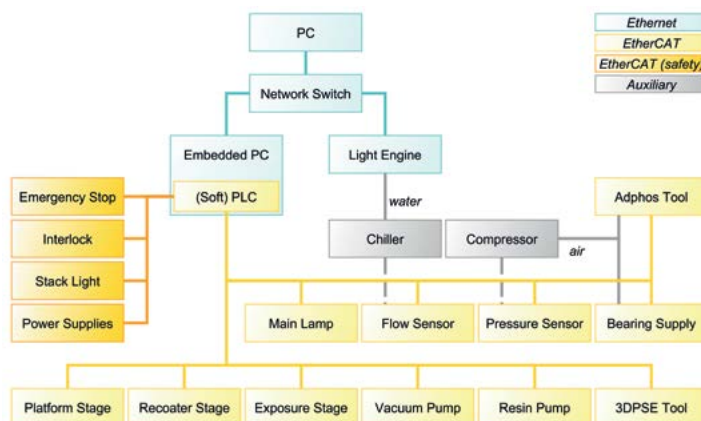 PC
Ethernet
EtherCAT
EtherCAT (safety)
Auxiliary
Network Switch
Embedded PC
Light Engine
(Soft) PLC
Emergency Stop
water
Adphos Tool
Interlock
Chiller
Compressor
air
Stack Light
Power Supplies
Main Lamp
Flow Sensor
Pressure Sensor
Bearing Supply
Platform Stage
Recoater Stage
Exposure Stage
Vacuum Pump
Resin Pump
3DPSE Tool